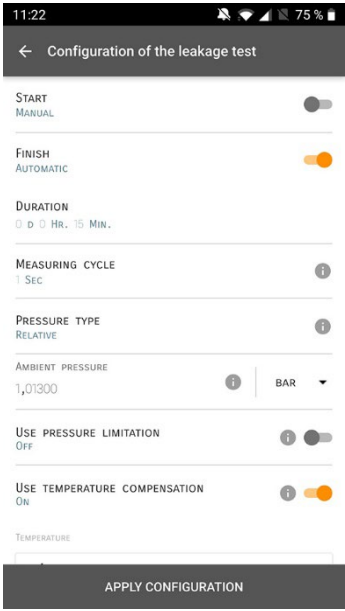 11:22 75 %
Configuration of the leakage test
START
MANUAL
FINISH
AUTOMATIC
DURATION
0 D 0 HR. 15 MIN.
MEASURING CYCLE
1 SEC
PRESSURE TYPE
RELATIVE
AMBIENT PRESSURE
1,01300 BAR
USE PRESSURE LIMITATION
OFF
USE TEMPERATURE COMPENSATION
ON
TEMPERATURE
APPLY CONFIGURATION